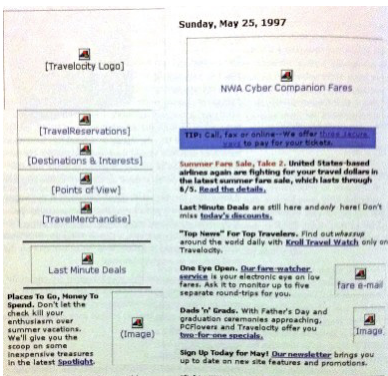 [Travelocity Logo]
[TravelReservations]
[Destinations & Interests]
[Points of View]
[TravelMerchandise]
Last Minute Deals
Places To Go, Money To
Spend. Don't let the
check kill your
enthusiasm over
summer vacations.
We'll give you the
scoop on some
inexpensive treasures
in the latest Spotlight.
(Image)
Sunday, May 25, 1997
NWA Cyber Companion Fares
TIP: Call, fax or online--We offer three secure
ways to pay for your tickets.
Summer Fare Sale, Take 2. United States-based
airlines again are fighting for your travel dollars in
the latest summer fare sale, which lasts through
6/5. Read the details.
Last Minute Deals are still here and only here! Don't
miss today's discounts.
"Top News" For Top Travelers. Find out whassup
around the world daily with Kroll Travel Watch only on
Travelocity.
One Eye Open. Our fare-watcher
service is your electronic eye on low
fares. Ask it to monitor up to five
separate round-trips for you.
fare e-mail
Dads 'n' Grads. With Father's Day and
graduation ceremonies approaching,
PCFlowers and Travelocity offer you
two-for-one specials.
Image
Sign Up Today for May! Our newsletter brings you
up to date on new site features and promotions.